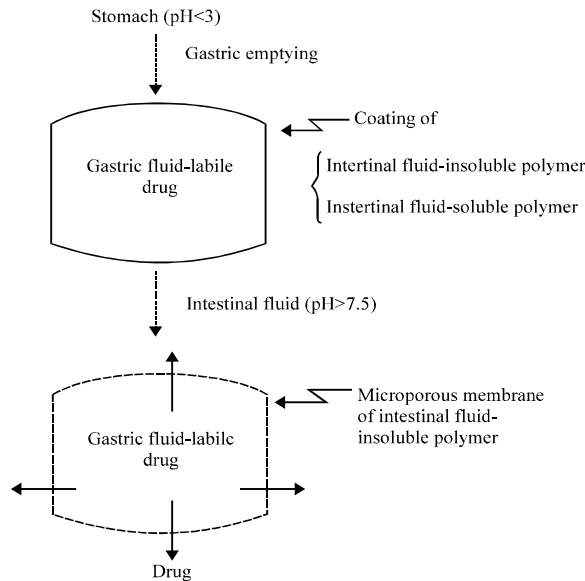 Stomach (pH<3)
Gastric emptying
Coating of
Gastric fluid-labile
drug
Intertinal fluid-insoluble polymer
Instertinal fluid-soluble polymer
Intestinal fluid (pH>7.5)
Microporous membrane
of intestinal fluid-
insoluble polymer
Gastric fluid-labilc
drug
Drug